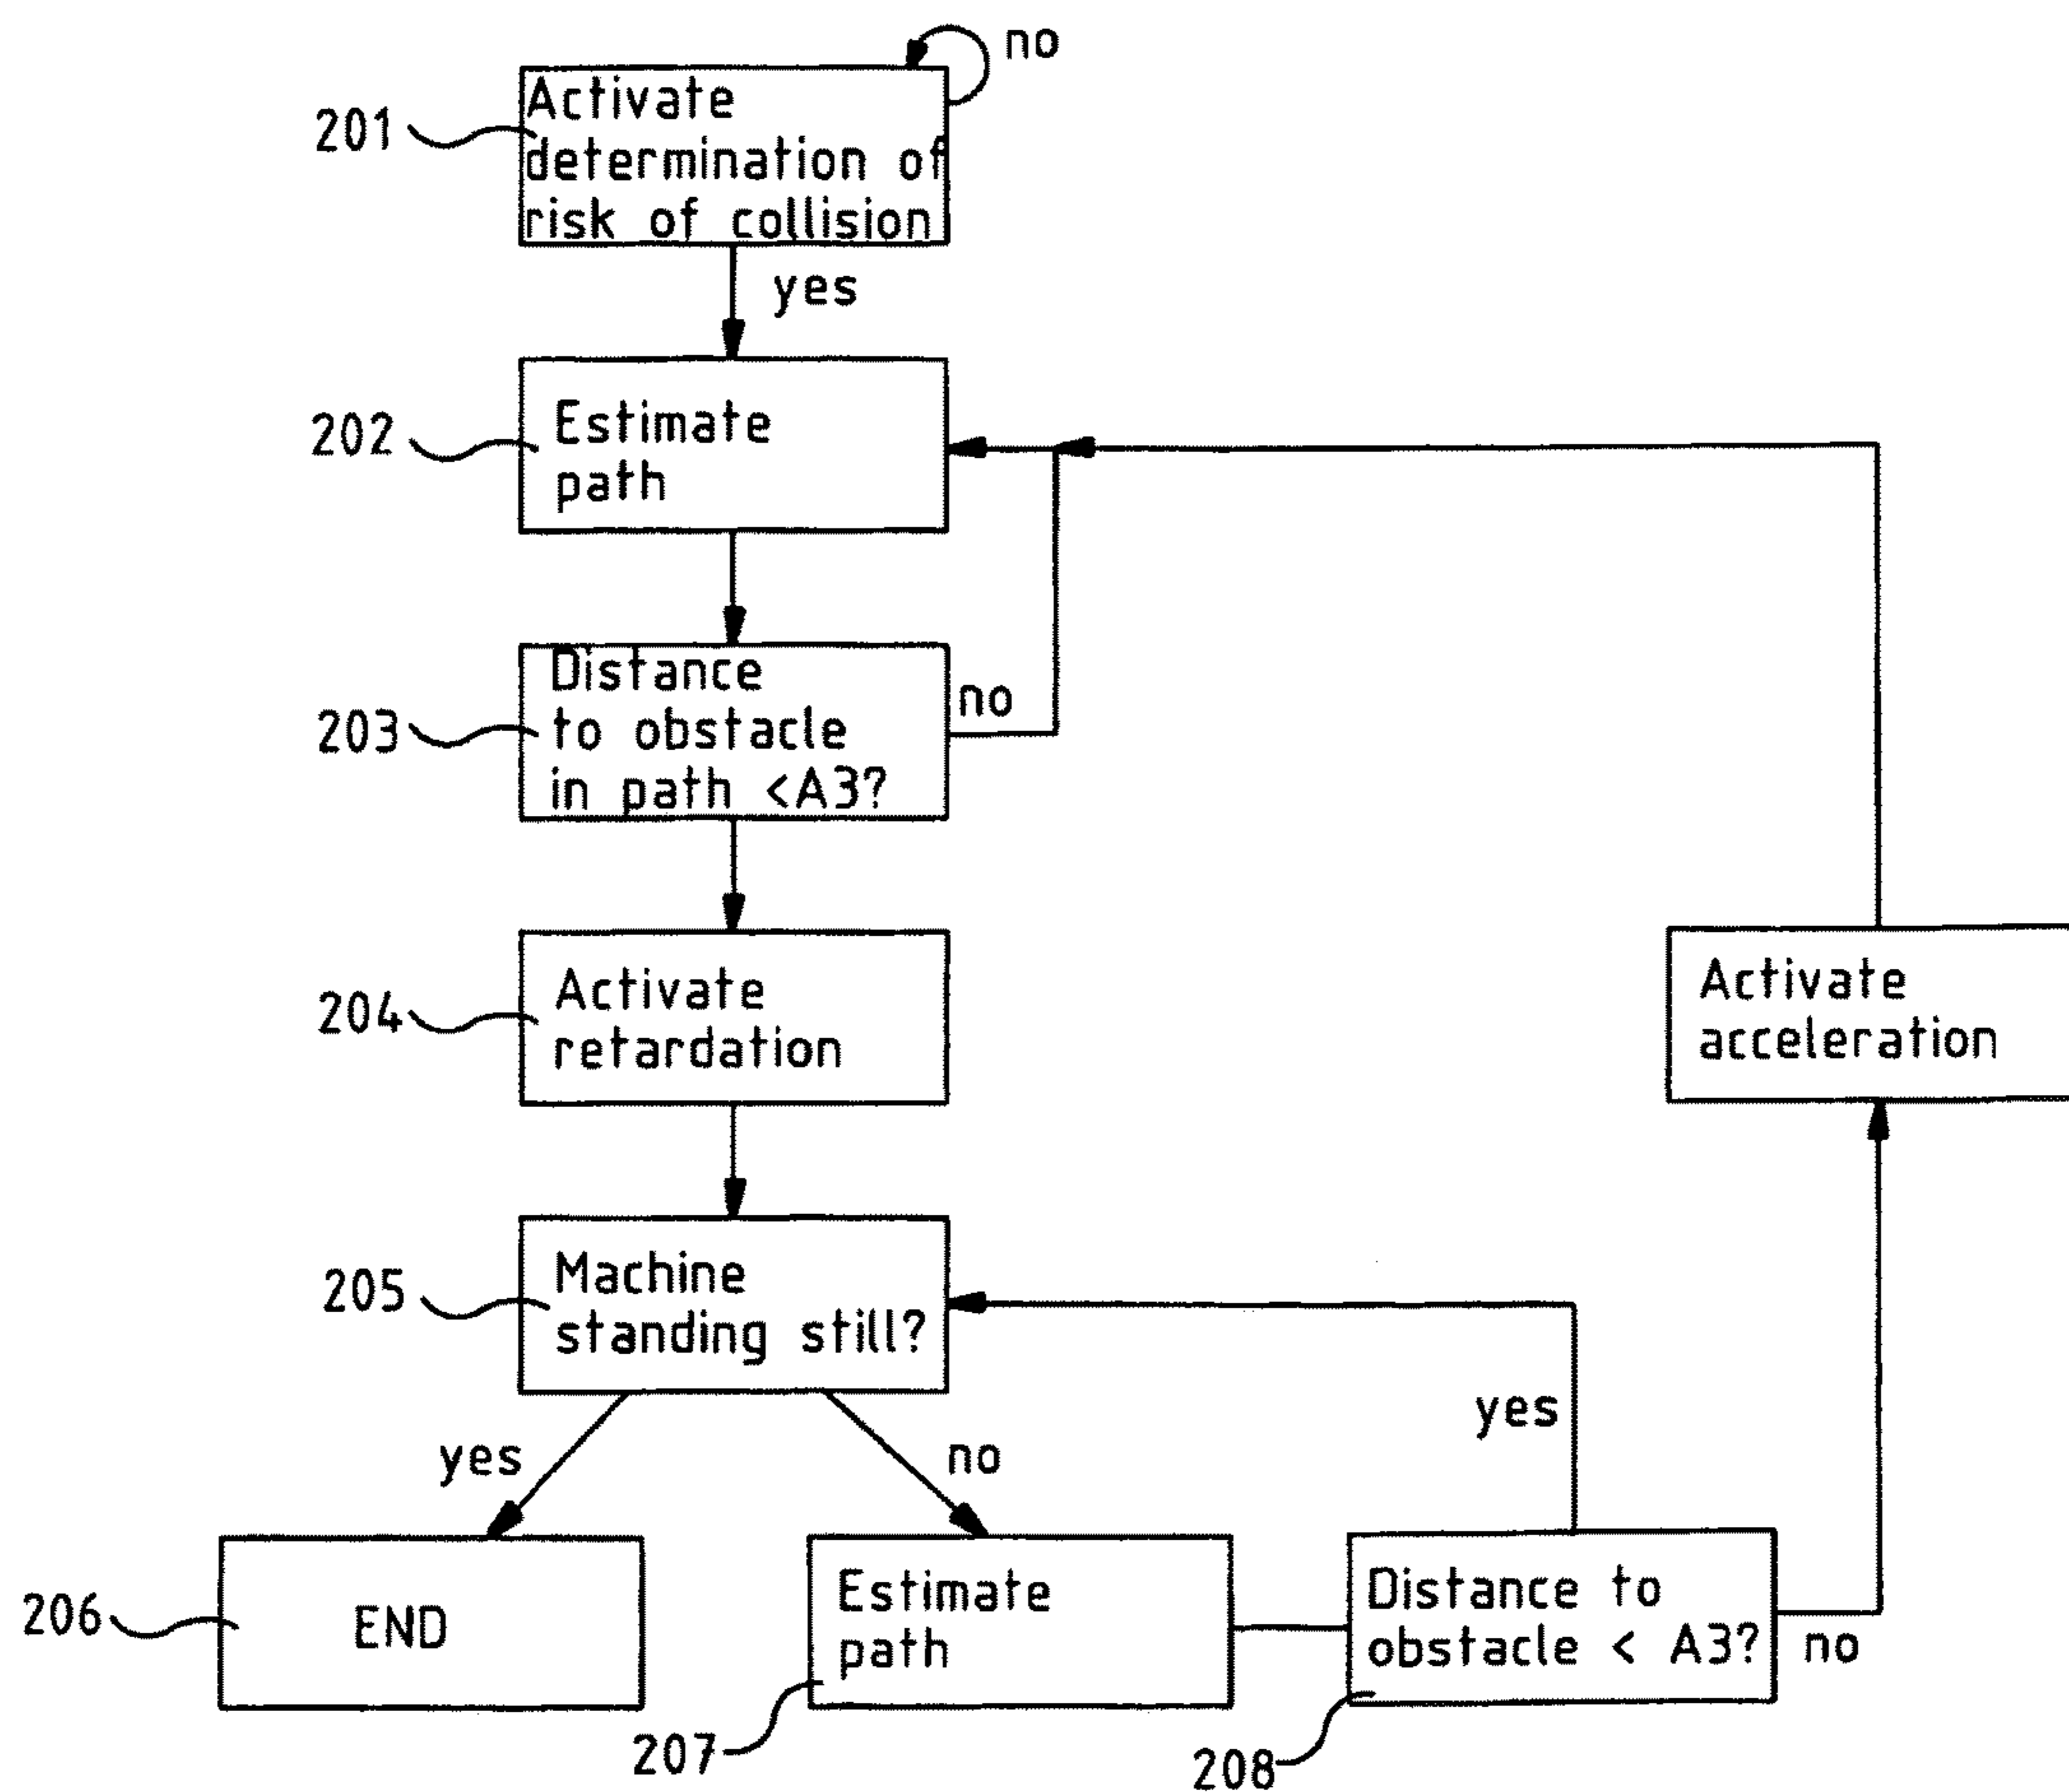 no
Activate
201
determination of
risk of collision
yes
202
Estimate
path
203
Distance
to obstacle
in path <A3?
no
204
Activate
retardation
Activate
acceleration
205
Machine
standing still?
yes
no
yes
206
END
Estimate
path
207
Distance to
obstacle < A3?
no
208